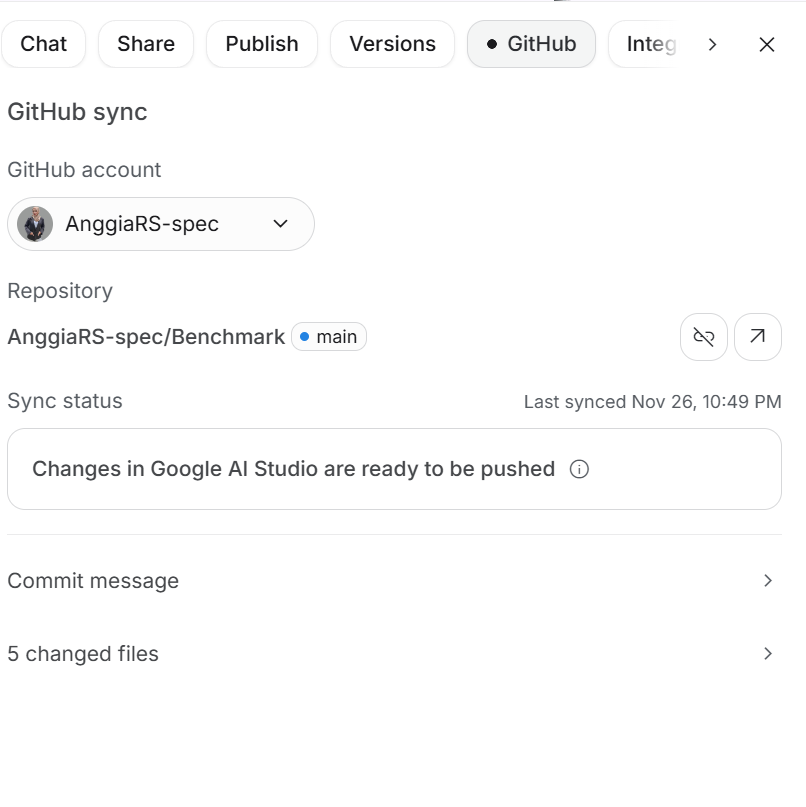 Chat Share Publish Versions GitHub Integ
GitHub sync
GitHub account
AnggiaRS-spec
Repository
AnggiaRS-spec/Benchmark main
Sync status Last synced Nov 26, 10:49 PM
Changes in Google AI Studio are ready to be pushed
Commit message
5 changed files